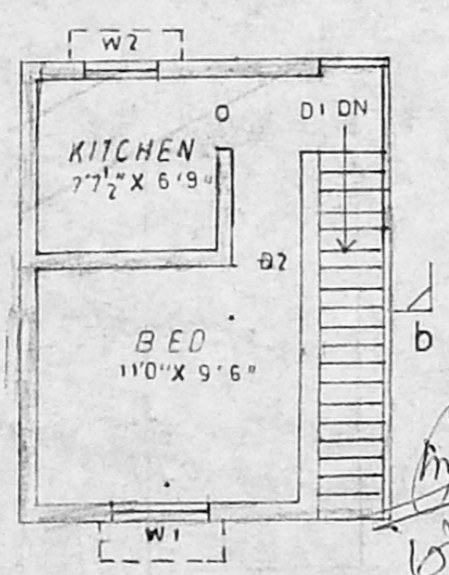 W2
O
D1 DN
KITCHEN
7'7½" X 6'9"
D2
BED
11'0" X 9'6"
b
W1